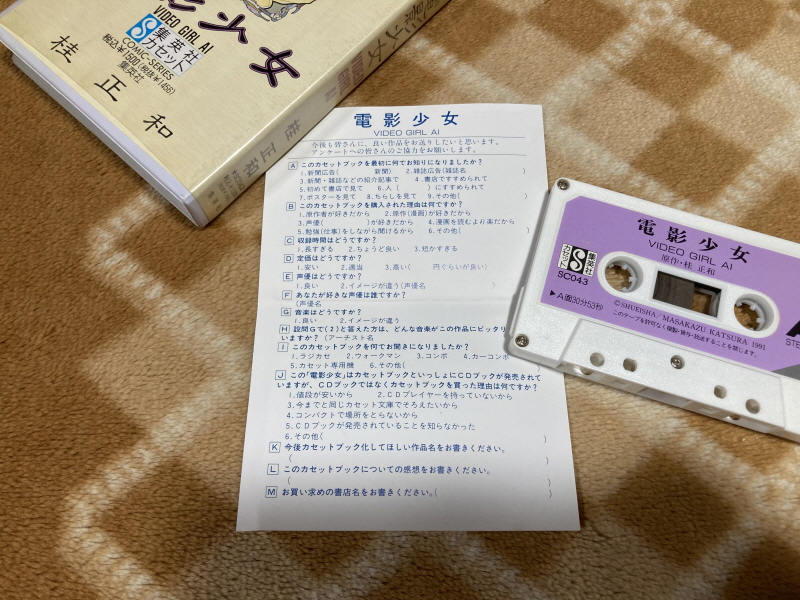 影少女
VIDEO GIRL AI
S 集英社
カセット
COMIC-SERIES
税込¥1500(税抜¥1456)
集英社
桂正和
電影少女
VIDEO GIRL AI
桂 正和
電影少女
VIDEO GIRL AI
今後も皆さんに、良い作品をお送りしたいと思います。
アンケートへの皆さんのご協力をお願いします。
A このカセットブックを最初に何でお知りになりましたか?
1.新聞広告( 新聞) 2.雑誌広告(雑誌名 )
3.新聞・雑誌などの紹介記事で 4.書店ですすめられて
5.初めて書店で見て 6.人( )にすすめられて
7.ポスターを見て 8.ちらしを見て 9.その他( )
B このカセットブックを購入された理由は何ですか?
1.原作者が好きだから 2.原作(漫画)が好きだから
3.声優( )が好きだから 4.漫画を読むより楽だから
5.勉強(仕事)をしながら聞けるから 6.その他( )
C 収録時間はどうですか?
1.長すぎる 2.ちょうど良い 3.短かすぎる
D 定価はどうですか?
1.安い 2.適当 3.高い( 円ぐらいが良い)
E 声優はどうですか?
1.良い 2.イメージが違う(声優名 )
F あなたが好きな声優は誰ですか?
(声優名
G 音楽はどうですか?
1.良い 2.イメージが違う
H 設問Gで(2)と答えた方は、どんな音楽がこの作品にピッタリ
いますか?(アーチスト名
I このカセットブックを何でお聞きになりましたか?
1.ラジカセ 2.ウォークマン 3.コンポ 4.カーコンポ
5.カセット専用機 6.その他(
J この「電影少女」はカセットブックといっしょにCDブックが発売されて
いますが、CDブックではなくカセットブックを買った理由は何ですか?
1.値段が安いから 2.CDプレイヤーを持っていないから
3.今までと同じカセット文庫でそろえたいから
4.コンパクトで場所をとらないから
5.CDブックが発売されていることを知らなかった
6.その他( )
K 今後カセットブック化してほしい作品名をお書きください。
( )
L このカセットブックについての感想をお書きください。
( )
M お買い求めの書店名をお書きください。( )
電影少女
VIDEO GIRL AI
原作・桂 正和
S 集英社
カセット
SC043
▶A面(30分53秒)
A
STE
©SHUEISHA/MASAKAZU KATSURA 1991
このテープを許可なく複製・賃貸・放送することを禁じます。